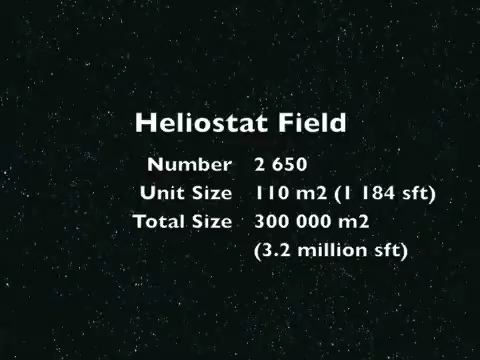 Heliostat Field
Number 2 650
Unit Size 110 m2 (1 184 sft)
Total Size 300 000 m2
(3.2 million sft)